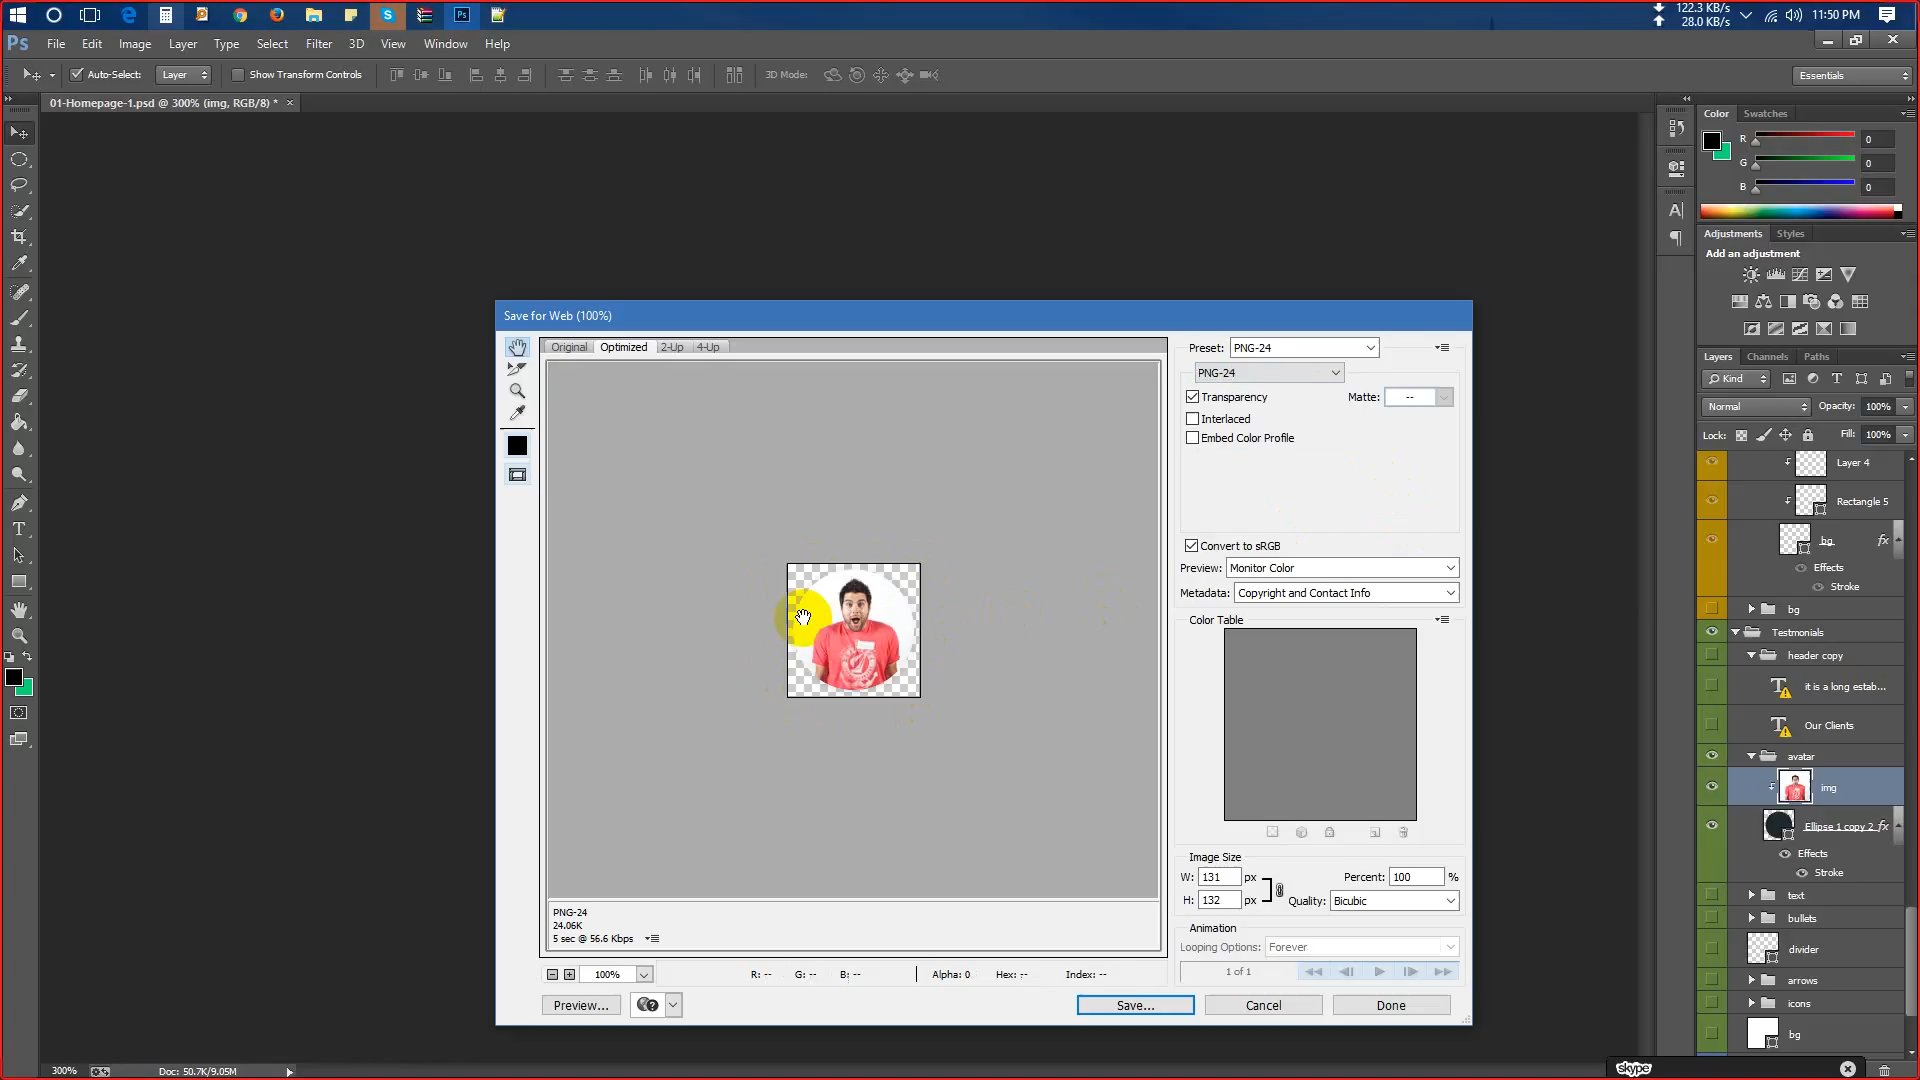 122.3 KB/s
28.0 KB/s
11:50 PM
Ps
File Edit Image Layer Type Select Filter 3D View Window Help
Auto-Select: Layer Show Transform Controls 3D Mode: Essentials
01-Homepage-1.psd @ 300% (img, RGB/8) * ×
Color Swatches
R 0
G 0
B 0
Adjustments Styles
Add an adjustment
Layers Channels Paths
Kind
Normal Opacity: 100%
Lock: Fill: 100%
Layer 4
Rectangle 5
bg fx
Effects
Stroke
bg
Testmonials
header copy
it is a long estab...
Our Clients
avatar
img
Ellipse 1 copy 2 fx
Effects
Stroke
text
bullets
divider
arrows
icons
bg
Save for Web (100%)
Original Optimized 2-Up 4-Up
Preset: PNG-24
PNG-24
Transparency Matte: --
Interlaced
Embed Color Profile
Convert to sRGB
Preview: Monitor Color
Metadata: Copyright and Contact Info
Color Table
Image Size
W: 131 px Percent: 100 %
H: 132 px Quality: Bicubic
Animation
Looping Options: Forever
1 of 1
PNG-24
24.06K
5 sec @ 56.6 Kbps
100% R: -- G: -- B: -- Alpha: 0 Hex: -- Index: --
Preview... Save... Cancel Done
300% Doc: 50.7K/9.05M
skype